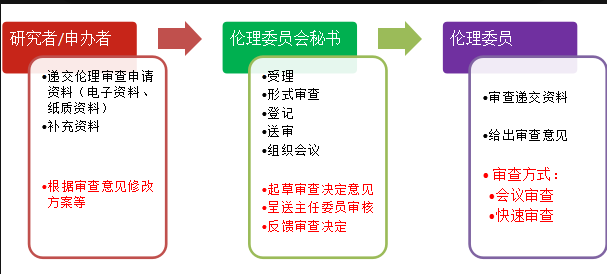 研究者/申办者
•递交伦理审查申请
资料（电子资料、
纸质资料）
•补充资料
•根据审查意见修改
方案等
伦理委员会秘书
•受理
•形式审查
•登记
•送审
•组织会议
•起草审查决定意见
•呈送主任委员审核
•反馈审查决定
伦理委员
•审查递交资料
•给出审查意见
•审查方式：
•会议审查
•快速审查